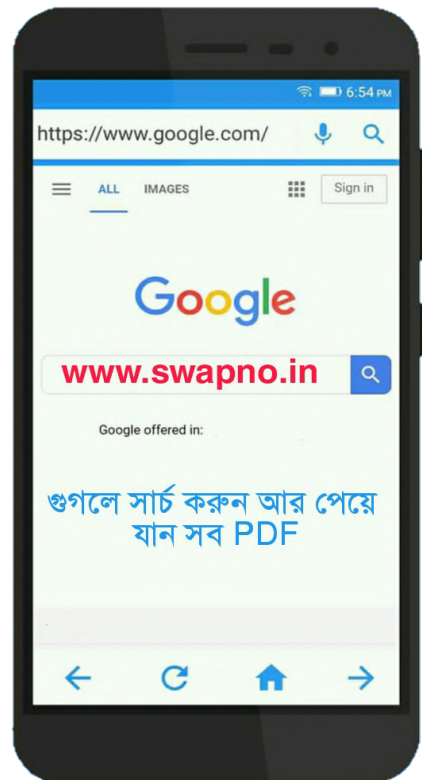 6:54 PM
https://www.google.com/
ALL IMAGES Sign in
Google
www.swapno.in
Google offered in:
গুগলে সার্চ করুন আর পেয়ে
যান সব PDF